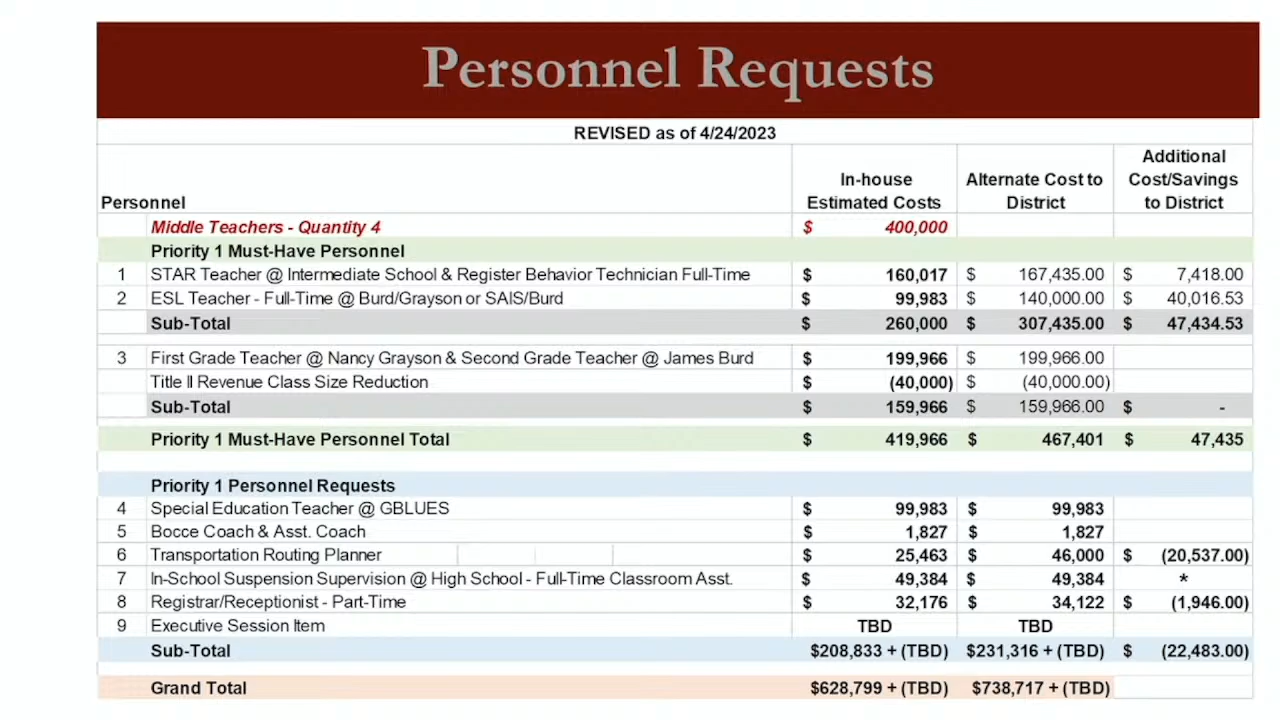 Personnel Requests
REVISED as of 4/24/2023
Personnel In-house Estimated Costs Alternate Cost to District Additional Cost/Savings to District
Middle Teachers - Quantity 4 $ 400,000
Priority 1 Must-Have Personnel
1 STAR Teacher @ Intermediate School & Register Behavior Technician Full-Time $ 160,017 $ 167,435.00 $ 7,418.00
2 ESL Teacher - Full-Time @ Burd/Grayson or SAIS/Burd $ 99,983 $ 140,000.00 $ 40,016.53
Sub-Total $ 260,000 $ 307,435.00 $ 47,434.53
3 First Grade Teacher @ Nancy Grayson & Second Grade Teacher @ James Burd $ 199,966 $ 199,966.00
Title II Revenue Class Size Reduction $ (40,000) $ (40,000.00)
Sub-Total $ 159,966 $ 159,966.00 $ -
Priority 1 Must-Have Personnel Total $ 419,966 $ 467,401 $ 47,435
Priority 1 Personnel Requests
4 Special Education Teacher @ GBLUES $ 99,983 $ 99,983
5 Bocce Coach & Asst. Coach $ 1,827 $ 1,827
6 Transportation Routing Planner $ 25,463 $ 46,000 $ (20,537.00)
7 In-School Suspension Supervision @ High School - Full-Time Classroom Asst. $ 49,384 $ 49,384 *
8 Registrar/Receptionist - Part-Time $ 32,176 $ 34,122 $ (1,946.00)
9 Executive Session Item TBD TBD
Sub-Total $208,833 + (TBD) $231,316 + (TBD) $ (22,483.00)
Grand Total $628,799 + (TBD) $738,717 + (TBD)